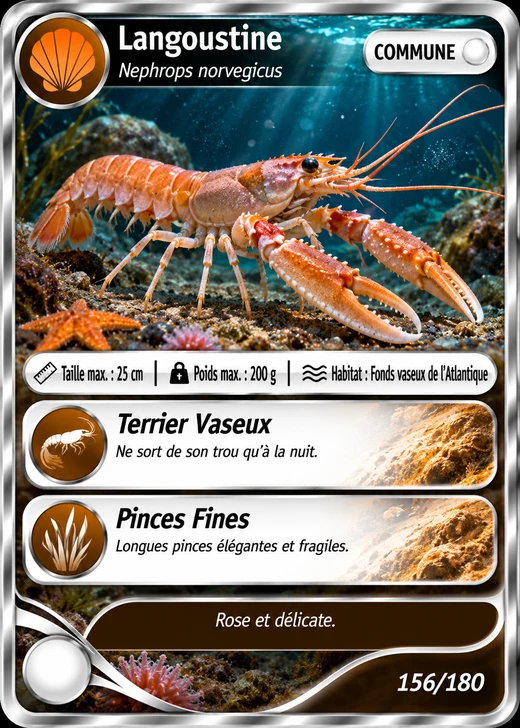 Langoustine
Nephrops norvegicus
COMMUNE
Taille max. : 25 cm
Poids max. : 200 g
Habitat : Fonds vaseux de l'Atlantique
Terrier Vaseux
Ne sort de son trou qu'à la nuit.
Pinces Fines
Longues pinces élégantes et fragiles.
Rose et délicate.
156/180